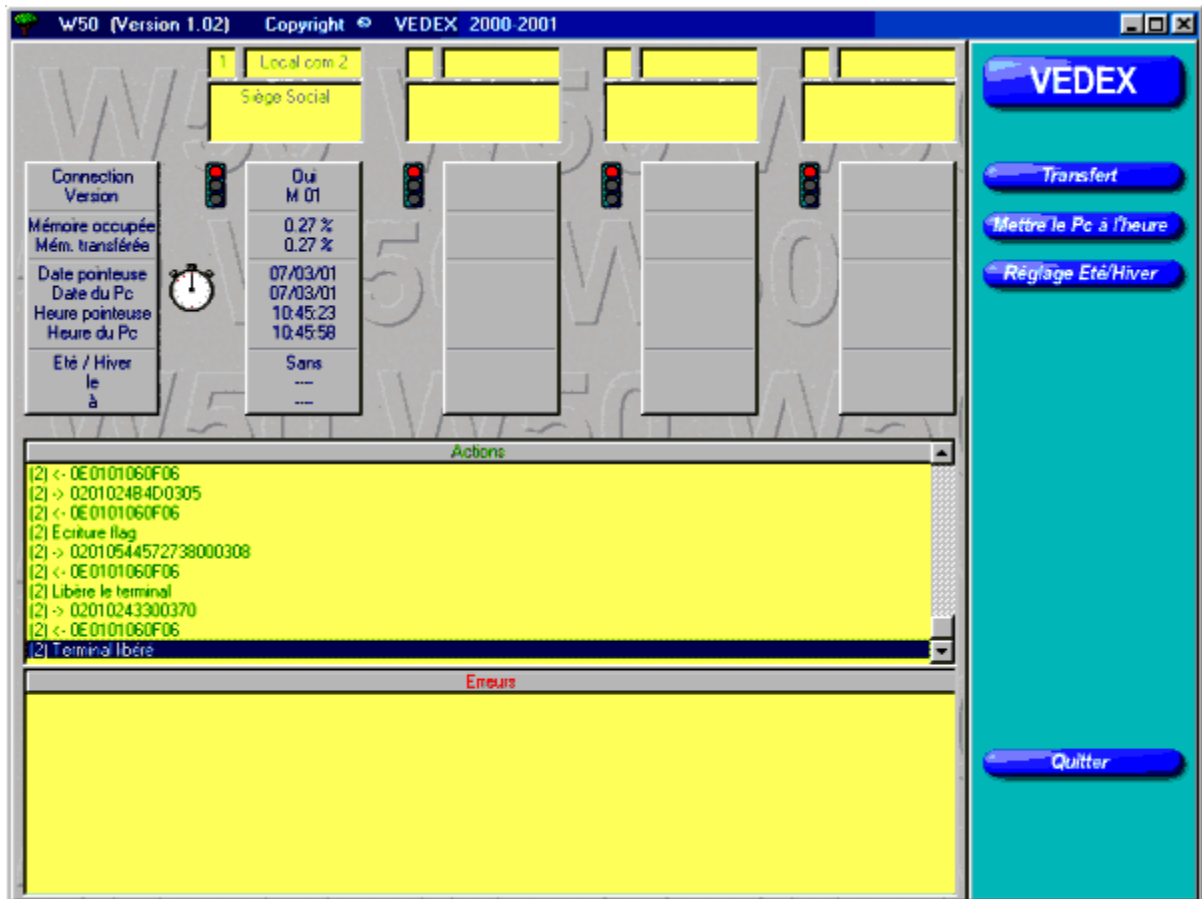 W50 (Version 1.02) Copyright © VEDEX 2000-2001
1 Local com 2
Siège Social
VEDEX
Connection Oui
Version M 01
Mémoire occupée 0.27 %
Mém. transférée 0.27 %
Date pointeuse 07/03/01
Date du Pc 07/03/01
Heure pointeuse 10:45:23
Heure du Pc 10:45:58
Eté / Hiver Sans
le ----
à ----
Transfert
Mettre le Pc à l'heure
Réglage Eté/Hiver
Actions
(2) <- 0E0101060F06
(2) -> 0201024B4D0305
(2) <- 0E0101060F06
(2) Ecriture flag
(2) -> 02010544572738000308
(2) <- 0E0101060F06
(2) Libère le terminal
(2) -> 02010243300370
(2) <- 0E0101060F06
(2) Terminal libéré
Erreurs
Quitter
W50 W50 W50